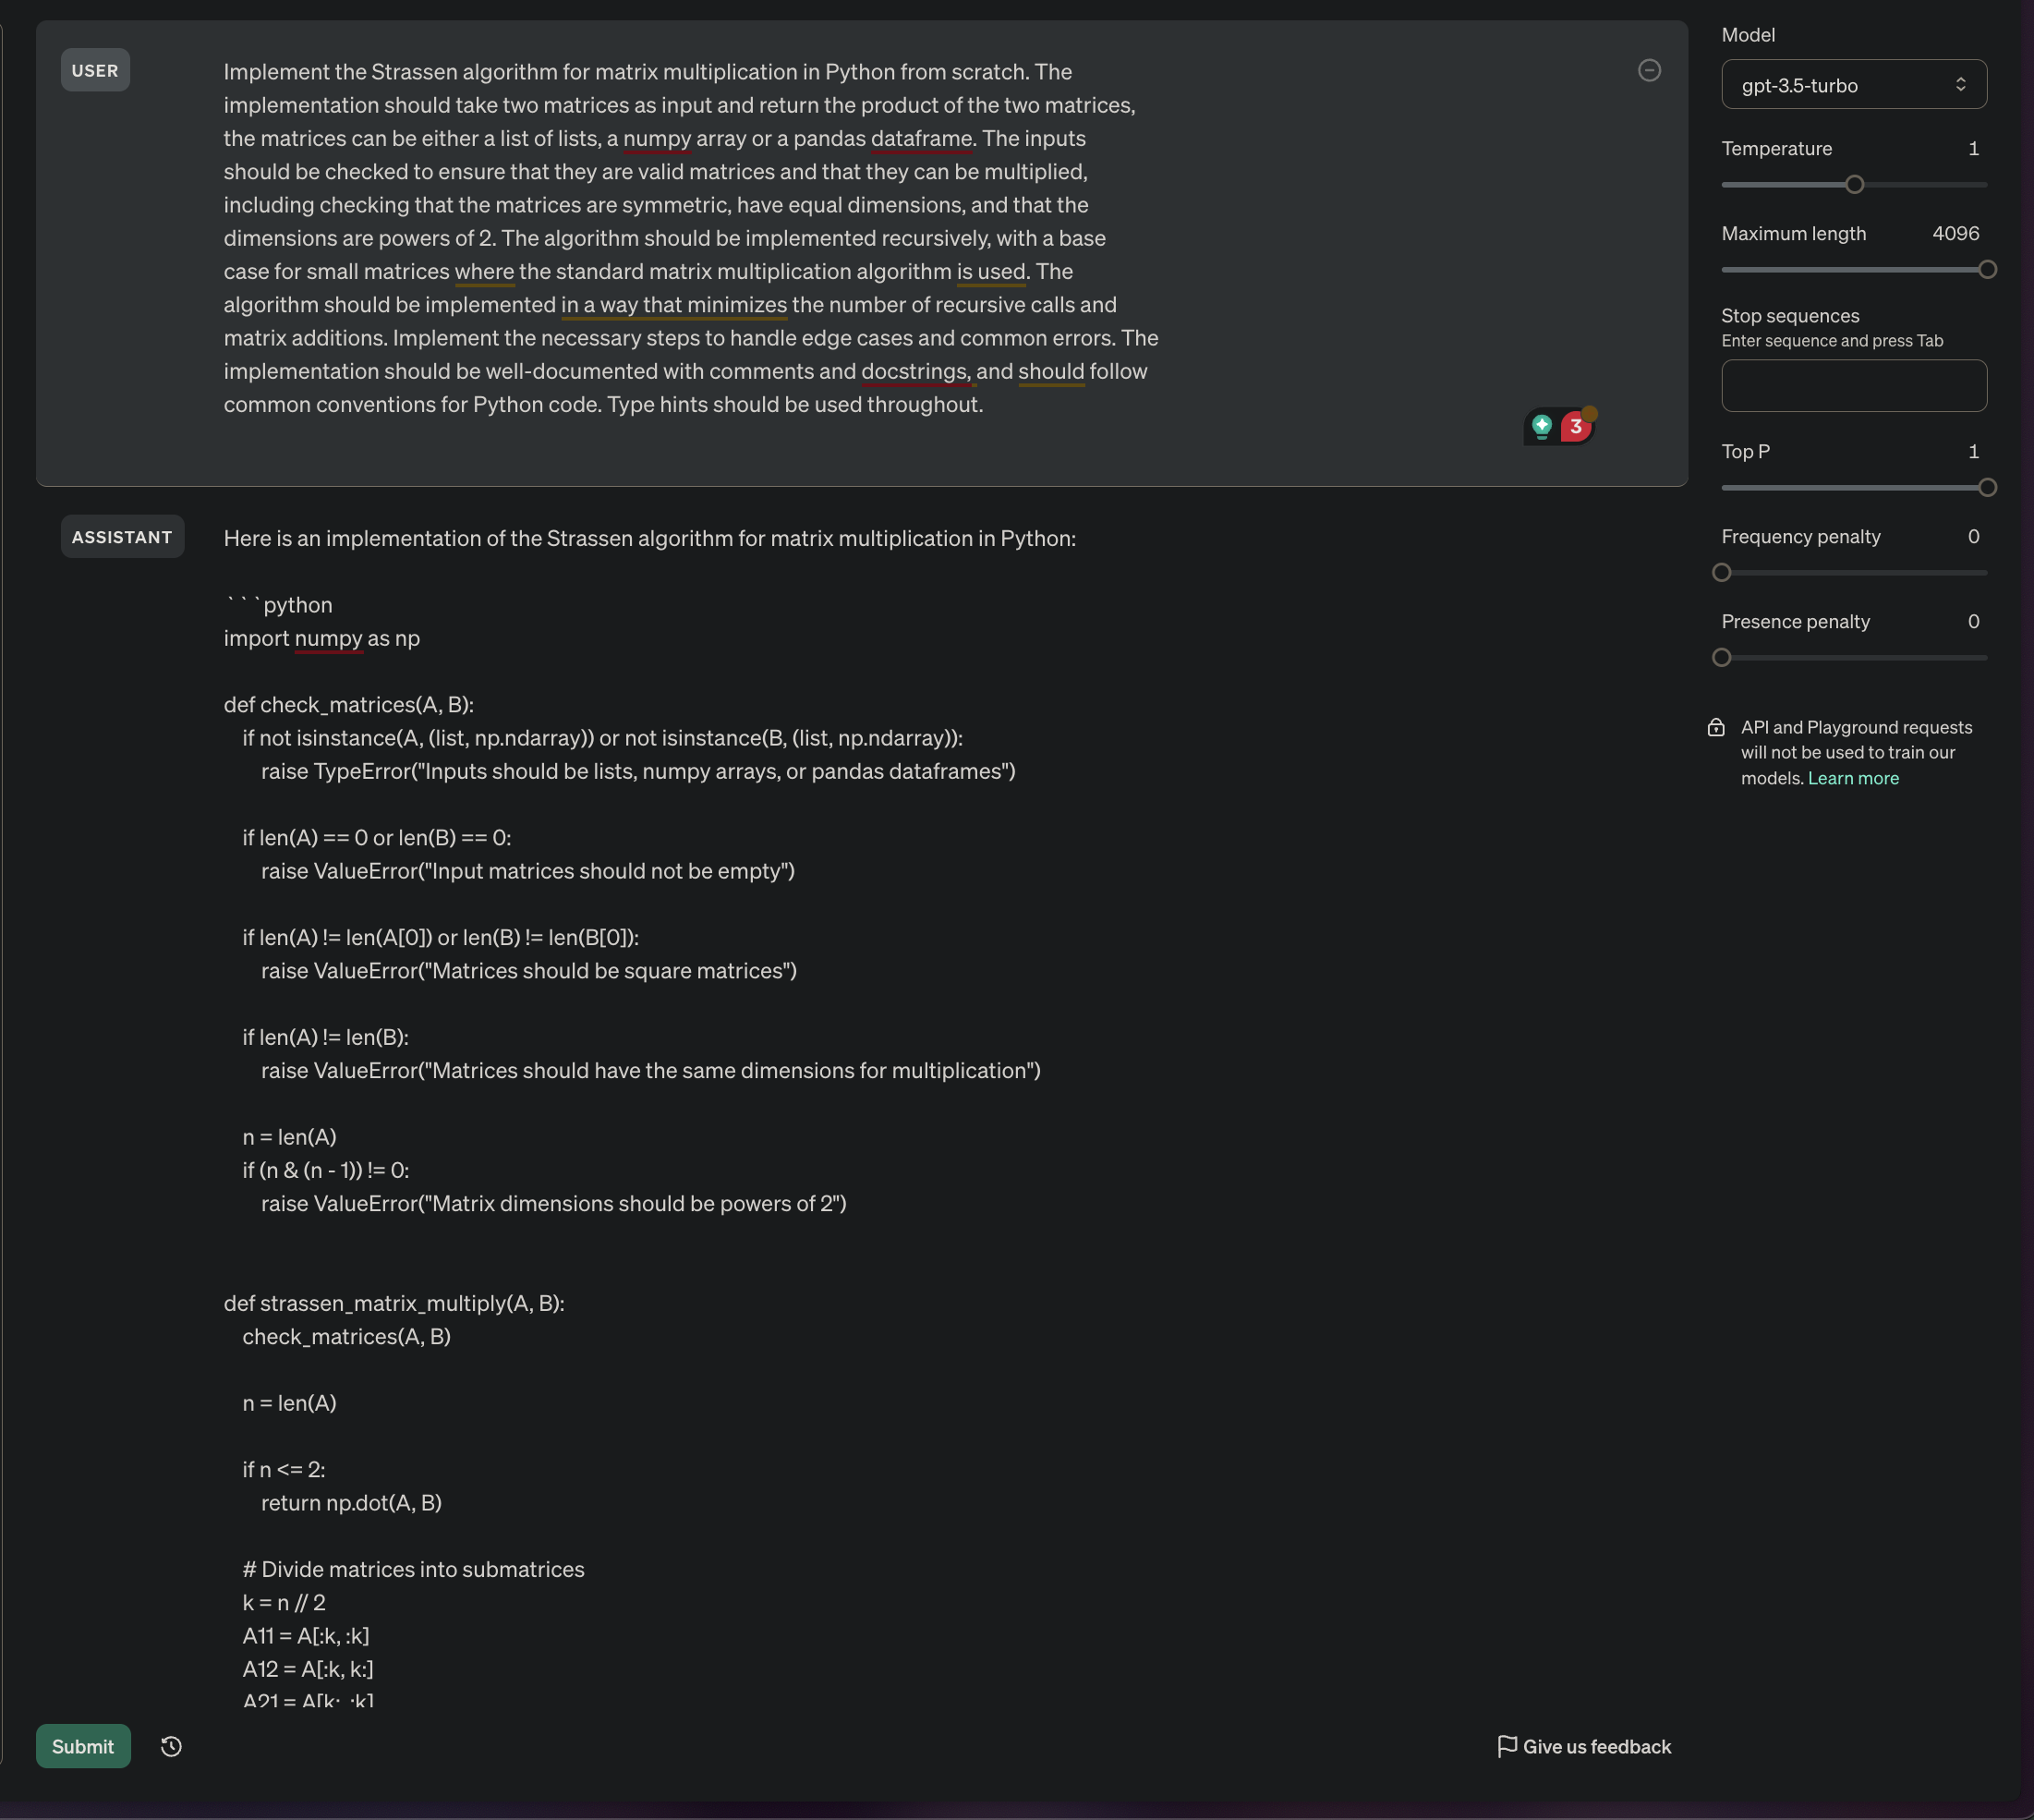 USER
Implement the Strassen algorithm for matrix multiplication in Python from scratch. The
implementation should take two matrices as input and return the product of the two matrices,
the matrices can be either a list of lists, a numpy array or a pandas dataframe. The inputs
should be checked to ensure that they are valid matrices and that they can be multiplied,
including checking that the matrices are symmetric, have equal dimensions, and that the
dimensions are powers of 2. The algorithm should be implemented recursively, with a base
case for small matrices where the standard matrix multiplication algorithm is used. The
algorithm should be implemented in a way that minimizes the number of recursive calls and
matrix additions. Implement the necessary steps to handle edge cases and common errors. The
implementation should be well-documented with comments and docstrings, and should follow
common conventions for Python code. Type hints should be used throughout.
3
ASSISTANT
Here is an implementation of the Strassen algorithm for matrix multiplication in Python:
```python
import numpy as np
def check_matrices(A, B):
if not isinstance(A, (list, np.ndarray)) or not isinstance(B, (list, np.ndarray)):
raise TypeError("Inputs should be lists, numpy arrays, or pandas dataframes")
if len(A) == 0 or len(B) == 0:
raise ValueError("Input matrices should not be empty")
if len(A) != len(A[0]) or len(B) != len(B[0]):
raise ValueError("Matrices should be square matrices")
if len(A) != len(B):
raise ValueError("Matrices should have the same dimensions for multiplication")
n = len(A)
if (n & (n - 1)) != 0:
raise ValueError("Matrix dimensions should be powers of 2")
def strassen_matrix_multiply(A, B):
check_matrices(A, B)
n = len(A)
if n <= 2:
return np.dot(A, B)
# Divide matrices into submatrices
k = n // 2
A11 = A[:k, :k]
A12 = A[:k, k:]
A21 = A[k:, :k]
Submit
Give us feedback
Model
gpt-3.5-turbo
Temperature 1
Maximum length 4096
Stop sequences
Enter sequence and press Tab
Top P 1
Frequency penalty 0
Presence penalty 0
API and Playground requests
will not be used to train our
models. Learn more